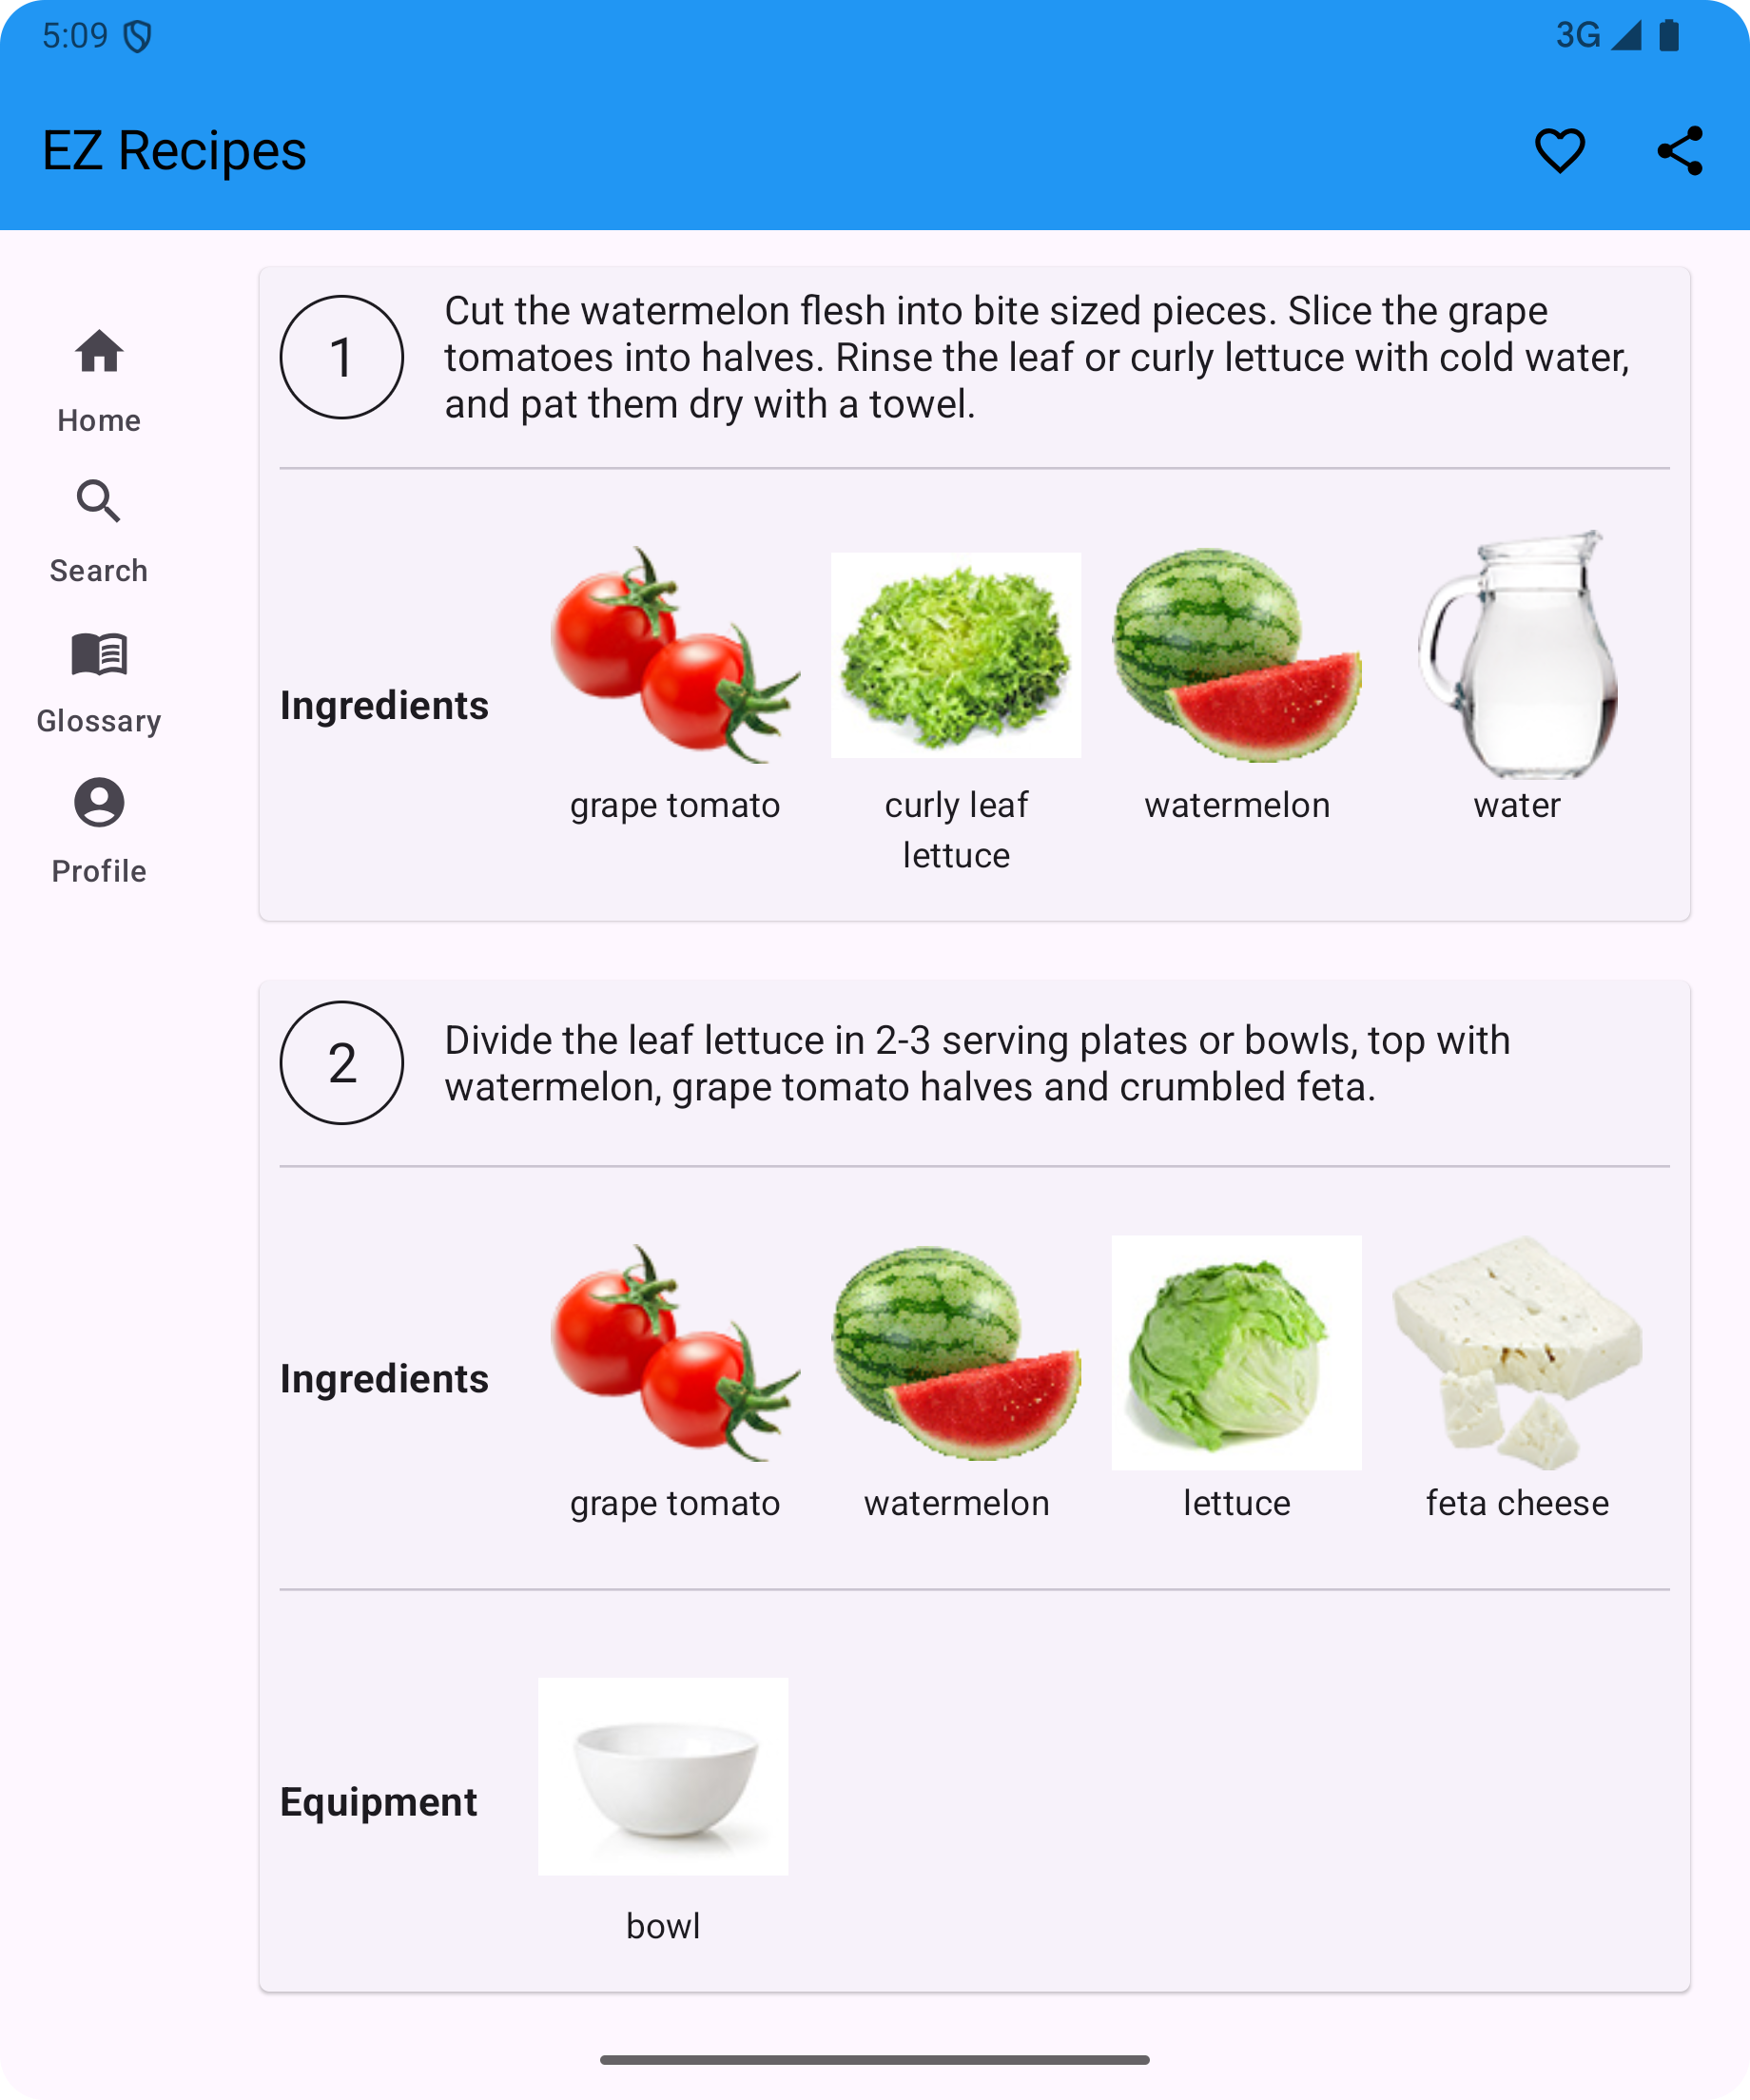 5:09
3G
EZ Recipes
Home
Search
Glossary
Profile
1
Cut the watermelon flesh into bite sized pieces. Slice the grape
tomatoes into halves. Rinse the leaf or curly lettuce with cold water,
and pat them dry with a towel.
Ingredients
grape tomato
curly leaf
lettuce
watermelon
water
2
Divide the leaf lettuce in 2-3 serving plates or bowls, top with
watermelon, grape tomato halves and crumbled feta.
Ingredients
grape tomato
watermelon
lettuce
feta cheese
Equipment
bowl